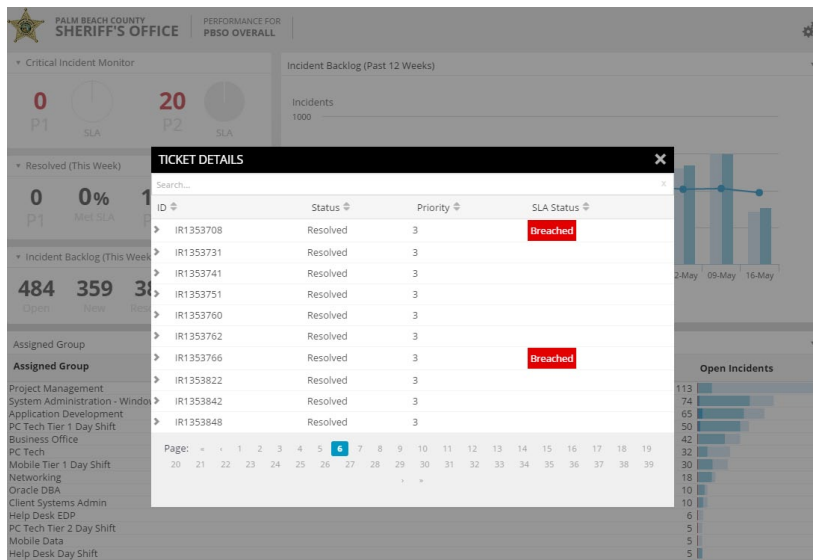 PALM BEACH COUNTY
SHERIFF'S OFFICE
PERFORMANCE FOR
PBSO OVERALL
Critical Incident Monitor
0
P1
SLA
20
P2
SLA
Incident Backlog (Past 12 Weeks)
Incidents
1000
Resolved (This Week)
0
P1
0%
Met SLA
Incident Backlog (This Week
484
Open
359
New
09-May 16-May
TICKET DETAILS
Search... x
ID Status Priority SLA Status
IR1353708 Resolved 3 Breached
IR1353731 Resolved 3
IR1353741 Resolved 3
IR1353751 Resolved 3
IR1353760 Resolved 3
IR1353762 Resolved 3
IR1353766 Resolved 3 Breached
IR1353822 Resolved 3
IR1353842 Resolved 3
IR1353848 Resolved 3
Page: « ‹ 1 2 3 4 5 6 7 8 9 10 11 12 13 14 15 16 17 18 19
20 21 22 23 24 25 26 27 28 29 30 31 32 33 34 35 36 37 38 39
› »
Assigned Group
Assigned Group Open Incidents
Project Management 113
System Administration - Window 74
Application Development 65
PC Tech Tier 1 Day Shift 50
Business Office 42
PC Tech 32
Mobile Tier 1 Day Shift 30
Networking 18
Oracle DBA 10
Client Systems Admin 10
Help Desk EDP 6
PC Tech Tier 2 Day Shift 5
Mobile Data 5
Help Desk Day Shift 5